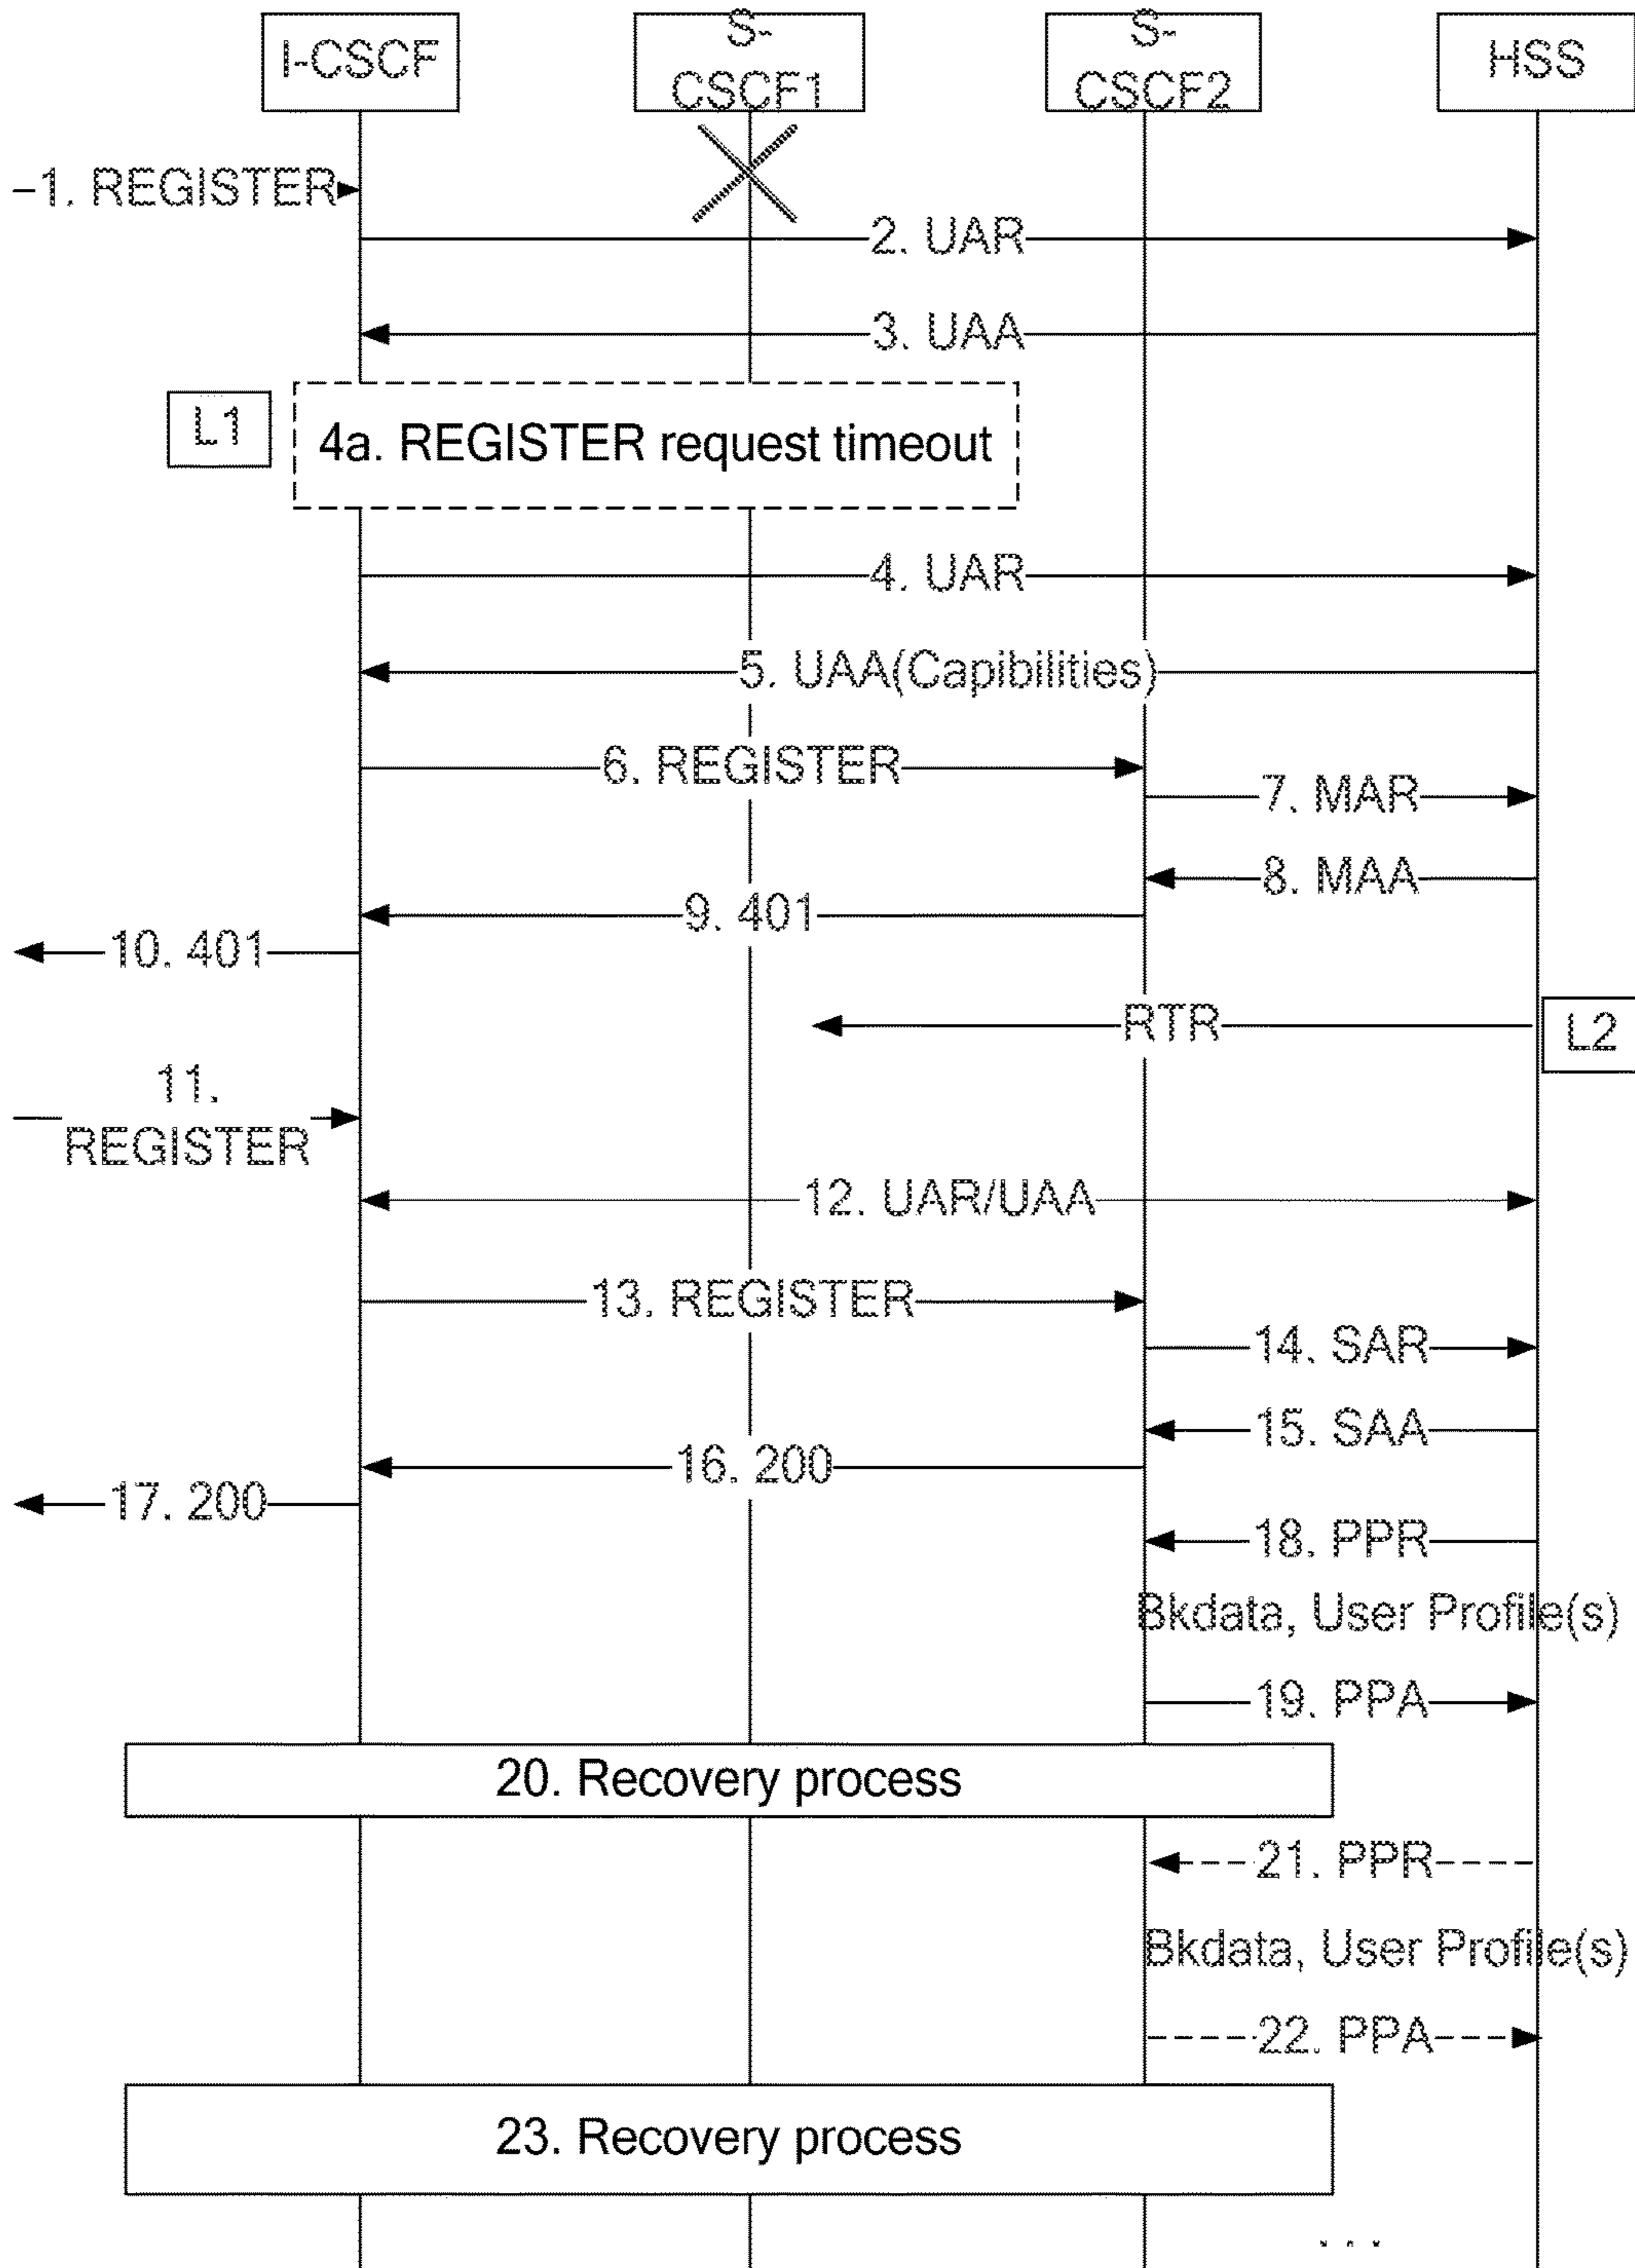 I-CSCF
S-
CSCF1
S-
CSCF2
HSS
1. REGISTER
2. UAR
3. UAA
L1
4a. REGISTER request timeout
4. UAR
5. UAA(Capibilities)
6. REGISTER
7. MAR
8. MAA
9. 401
10. 401
RTR
L2
11.
REGISTER
12. UAR/UAA
13. REGISTER
14. SAR
15. SAA
16. 200
17. 200
18. PPR
Bkdata, User Profile(s)
19. PPA
20. Recovery process
21. PPR
Bkdata, User Profile(s)
22. PPA
23. Recovery process
...